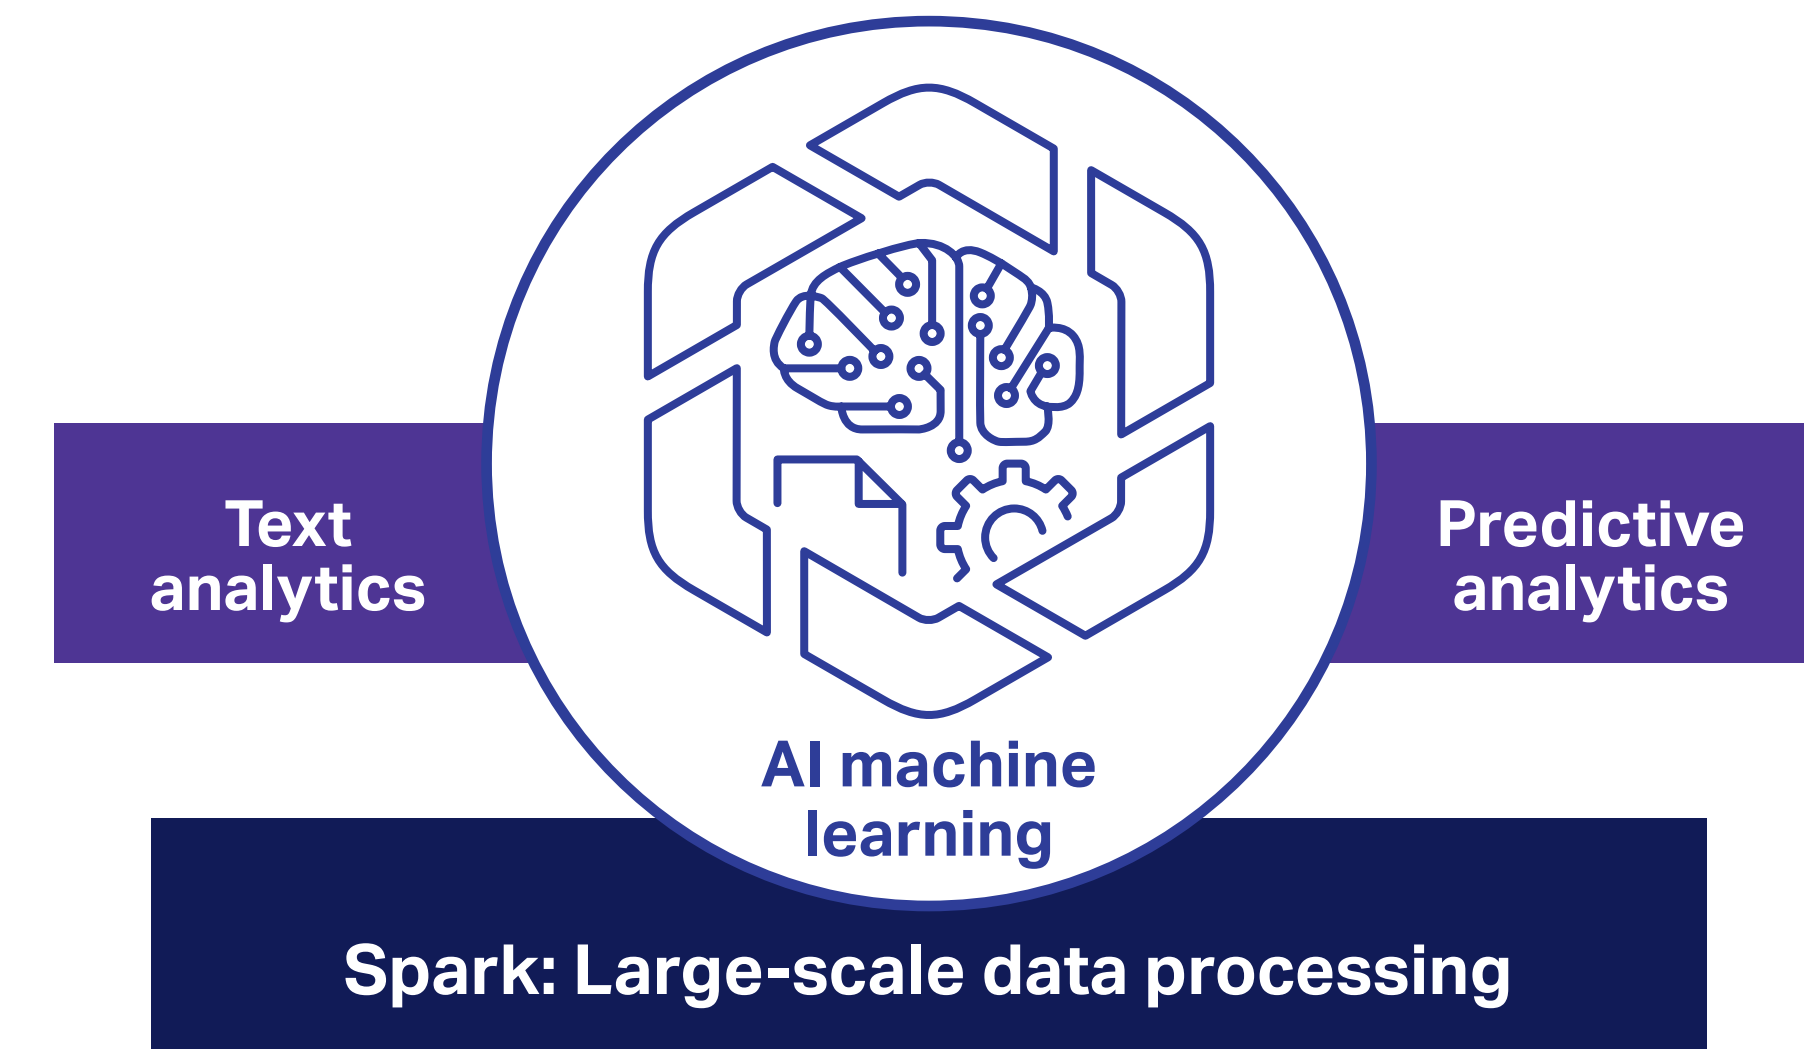 Text
analytics
Predictive
analytics
AI machine
learning
Spark: Large-scale data processing